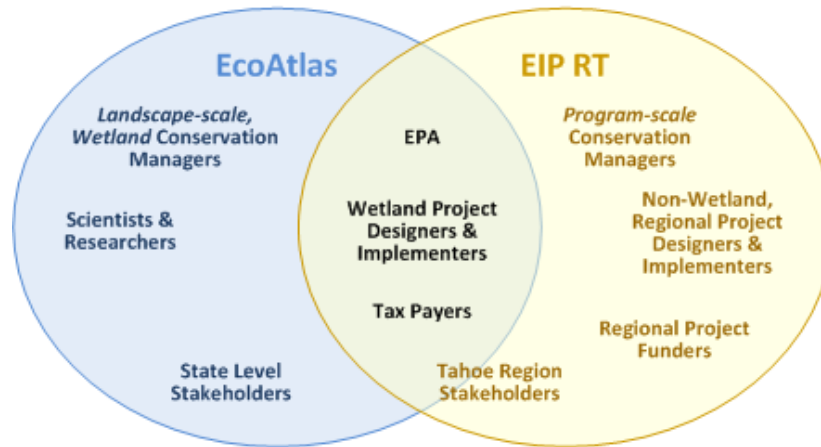 EcoAtlas
EIP RT
Landscape-scale,
Wetland Conservation
Managers
Scientists &
Researchers
State Level
Stakeholders
EPA
Wetland Project
Designers &
Implementers
Tax Payers
Program-scale
Conservation
Managers
Non-Wetland,
Regional Project
Designers &
Implementers
Regional Project
Funders
Tahoe Region
Stakeholders